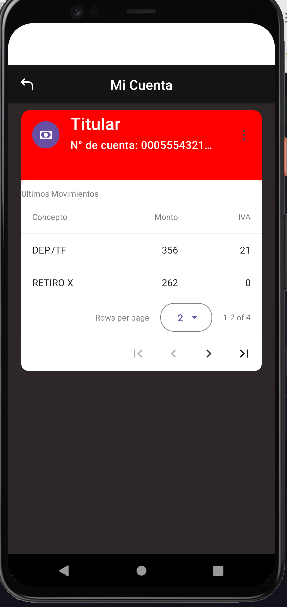 Mi Cuenta
Titular
N° de cuenta: 0005554321...
Ultimos Movimientos
Concepto Monto IVA
DEP./TF 356 21
RETIRO X 262 0
Rows per page 2 1-2 of 4